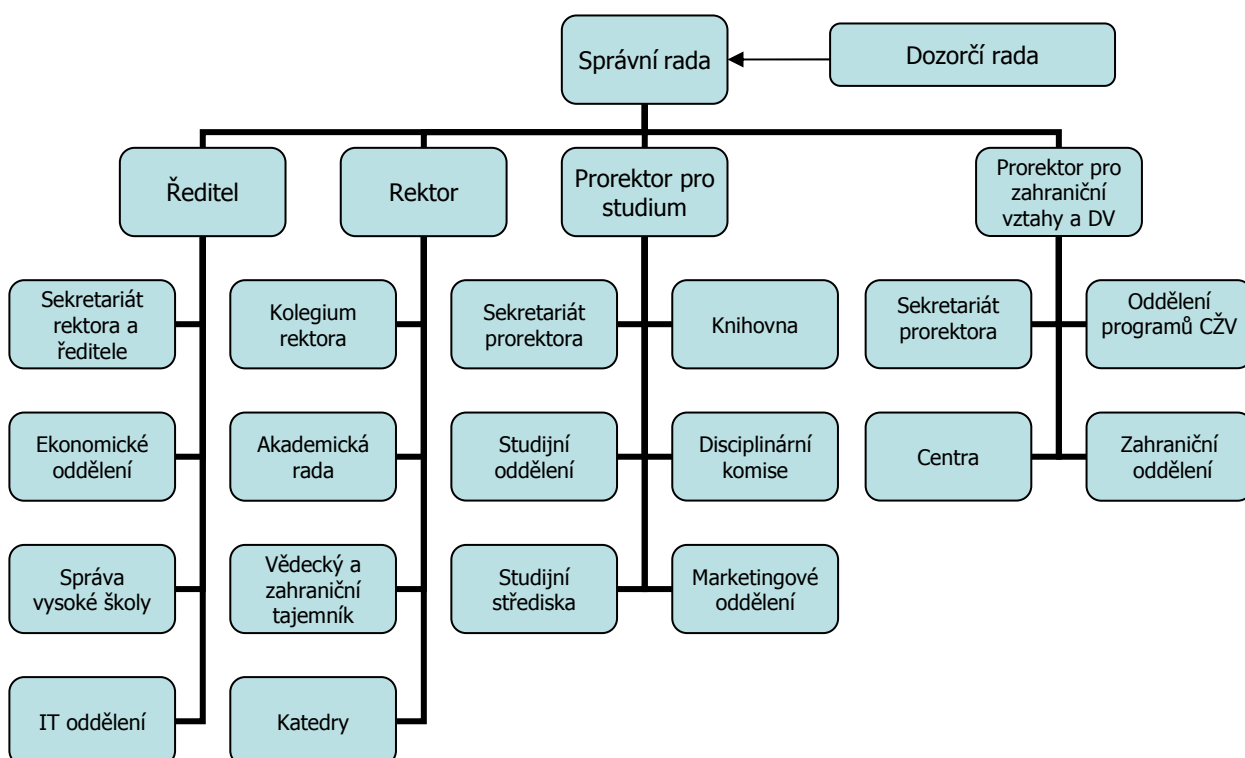 Správní rada
Dozorčí rada
Ředitel
Rektor
Prorektor pro
studium
Prorektor pro
zahraniční
vztahy a DV
Sekretariát
rektora a
ředitele
Kolegium
rektora
Sekretariát
prorektora
Knihovna
Sekretariát
prorektora
Oddělení
programů CŽV
Ekonomické
oddělení
Akademická
rada
Studijní
oddělení
Disciplinární
komise
Centra
Zahraniční
oddělení
Správa
vysoké školy
Vědecký a
zahraniční
tajemník
Studijní
střediska
Marketingové
oddělení
IT oddělení
Katedry